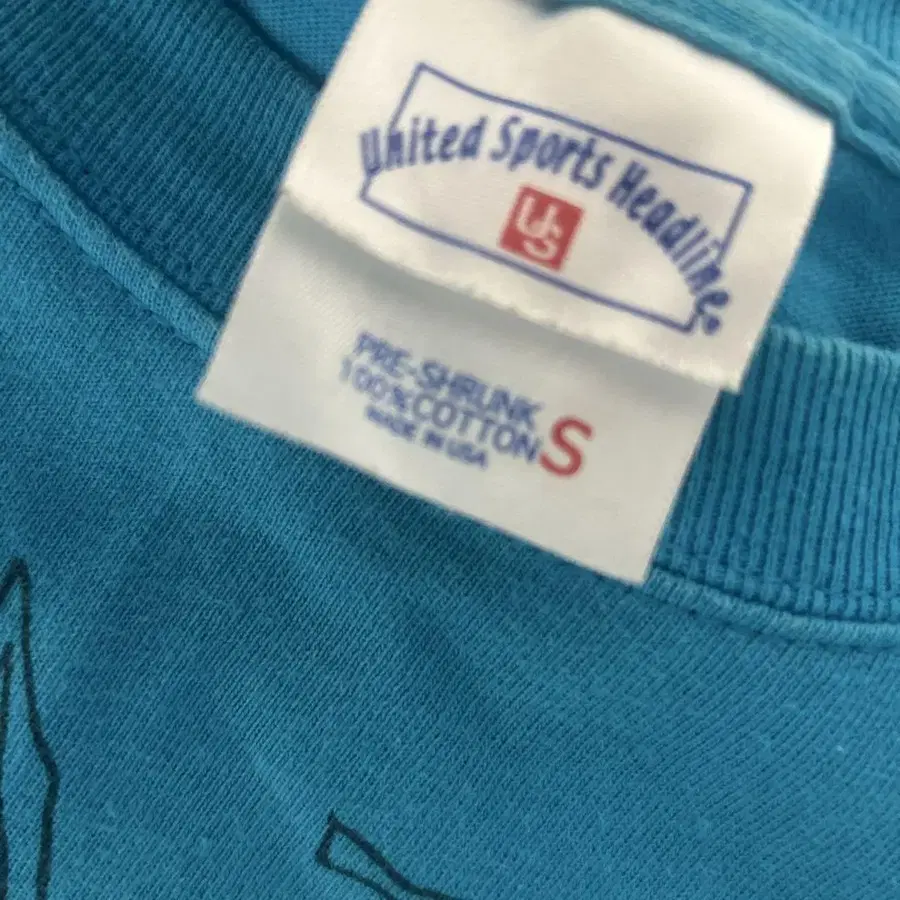 United Sports Headline
US
PRE-SHRUNK
100% COTTON
MADE IN USA
S